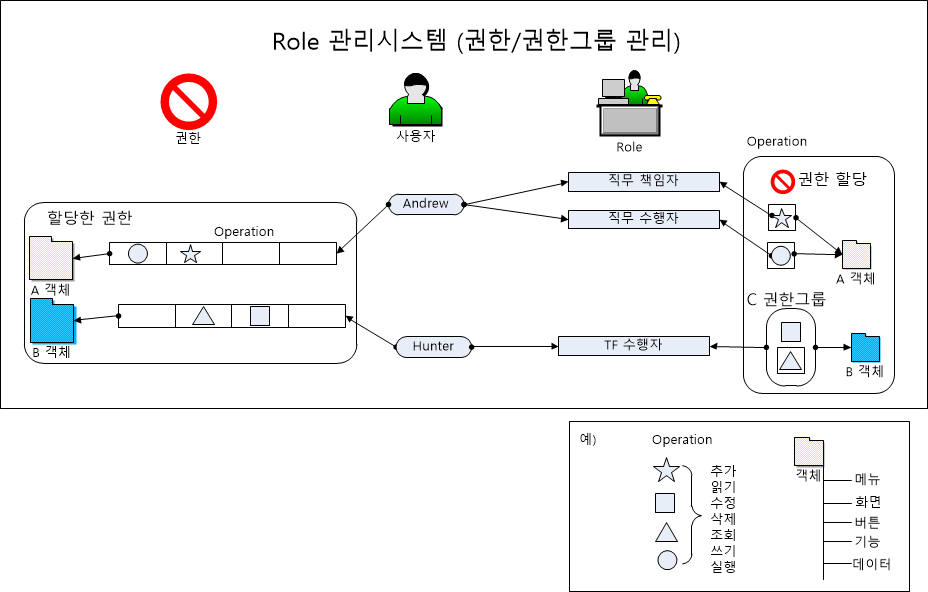 Role 관리시스템 (권한/권한그룹 관리)
권한
사용자
Role
Operation
권한 할당
직무 책임자
직무 수행자
Andrew
할당한 권한
Operation
A 객체
A 객체
C 권한그룹
B 객체
Hunter
TF 수행자
B 객체
예)
Operation
객체
추가
읽기
수정
삭제
조회
쓰기
실행
메뉴
화면
버튼
기능
데이터